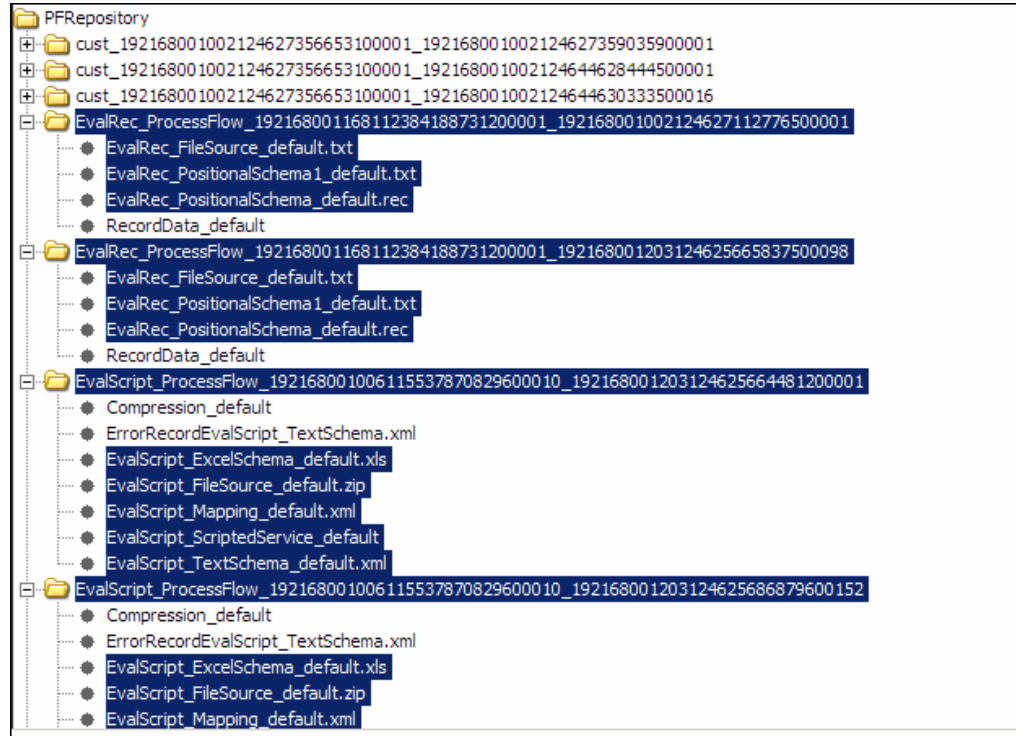 PFRepository
cust_1921680010021246273566531​00001_192168001002124627359035900001
cust_192168001002124627356653100001_192168001002124644628444500001
cust_192168001002124627356653100001_192168001002124644630333500016
EvalRec_ProcessFlow_192168001168112384188731200001_192168001002124627112776500001
EvalRec_FileSource_default.txt
EvalRec_PositionalSchema1_default.txt
EvalRec_PositionalSchema_default.rec
RecordData_default
EvalRec_ProcessFlow_192168001168112384188731200001_192168001203124625665837500098
EvalRec_FileSource_default.txt
EvalRec_PositionalSchema1_default.txt
EvalRec_PositionalSchema_default.rec
RecordData_default
EvalScript_ProcessFlow_192168001006115537870829600010_192168001203124625664481200001
Compression_default
ErrorRecordEvalScript_TextSchema.xml
EvalScript_ExcelSchema_default.xls
EvalScript_FileSource_default.zip
EvalScript_Mapping_default.xml
EvalScript_ScriptedService_default
EvalScript_TextSchema_default.xml
EvalScript_ProcessFlow_192168001006115537870829600010_192168001203124625686879600152
Compression_default
ErrorRecordEvalScript_TextSchema.xml
EvalScript_ExcelSchema_default.xls
EvalScript_FileSource_default.zip
EvalScript_Mapping_default.xml